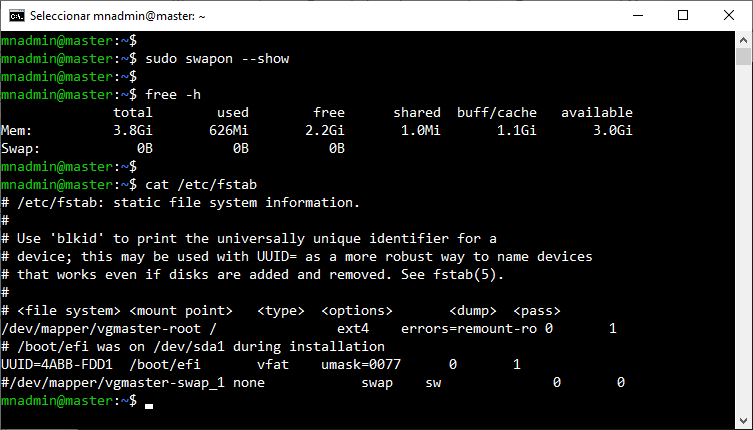 Seleccionar mnadmin@master: ~
mnadmin@master:~$
mnadmin@master:~$ sudo swapon --show
mnadmin@master:~$
mnadmin@master:~$ free -h
              total        used        free      shared  buff/cache   available
Mem:          3.8Gi       626Mi       2.2Gi       1.0Mi       1.1Gi       3.0Gi
Swap:            0B          0B          0B
mnadmin@master:~$
mnadmin@master:~$ cat /etc/fstab
# /etc/fstab: static file system information.
#
# Use 'blkid' to print the universally unique identifier for a
# device; this may be used with UUID= as a more robust way to name devices
# that works even if disks are added and removed. See fstab(5).
#
# <file system> <mount point>   <type>  <options>       <dump>  <pass>
/dev/mapper/vgmaster-root /               ext4    errors=remount-ro 0       1
# /boot/efi was on /dev/sda1 during installation
UUID=4ABB-FDD1  /boot/efi       vfat    umask=0077      0       1
#/dev/mapper/vgmaster-swap_1 none            swap    sw              0       0
mnadmin@master:~$